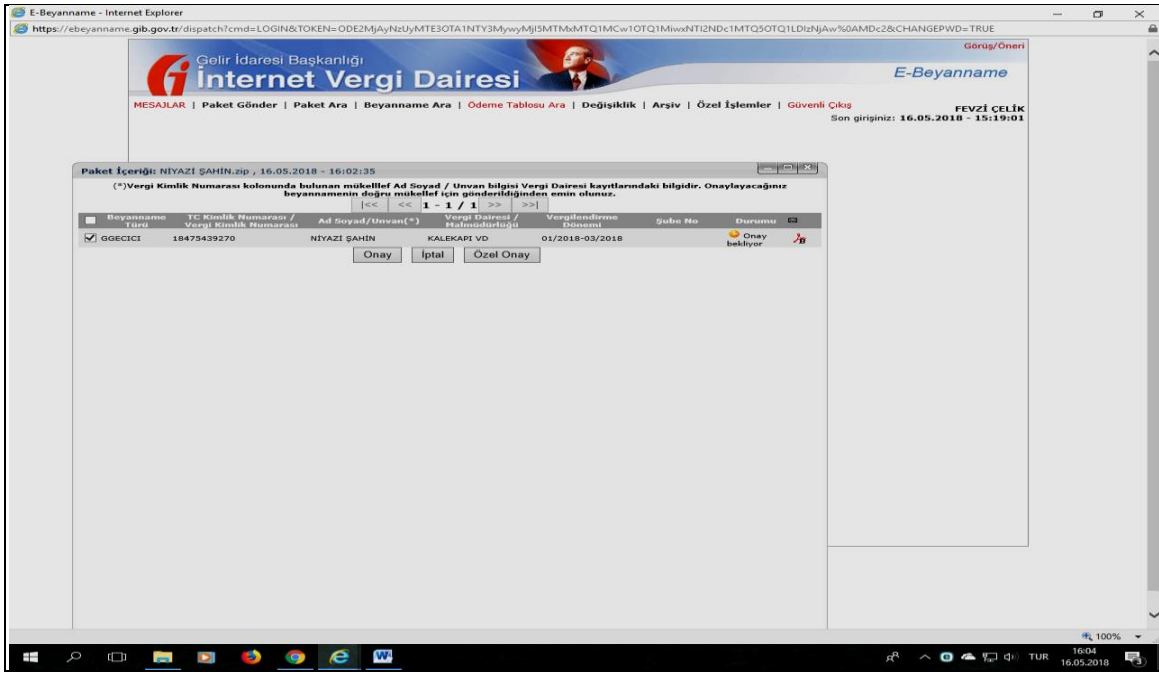 E-Beyanname - Internet Explorer
https://ebeyanname.gib.gov.tr/dispatch?cmd=LOGIN&TOKEN=
&CHANGEPWD=TRUE
Görüş/Öneri
Gelir İdaresi Başkanlığı
İnternet Vergi Dairesi
E-Beyanname
MESAJLAR | Paket Gönder | Paket Ara | Beyanname Ara | Ödeme Tablosu Ara | Değişiklik | Arşiv | Özel İşlemler | Güvenli Çıkış
FEVZİ ÇELİK
Son girişiniz: 16.05.2018 - 15:19:01
Paket İçeriği: NİYAZİ ŞAHİN.zip , 16.05.2018 - 16:02:35
(*)Vergi Kimlik Numarası kolonunda bulunan mükelllef Ad Soyad / Unvan bilgisi Vergi Dairesi kayıtlarındaki bilgidir. Onaylayacağınız
beyannamenin doğru mükellef için gönderildiğinden emin olunuz.
|<< << 1 - 1 / 1 >> >>|
Beyanname Türü TC Kimlik Numarası / Vergi Kimlik Numarası Ad Soyad/Unvan(*) Vergi Dairesi / Malmüdürlüğü Vergilendirme Dönemi Şube No Durumu
GGECICI 18475439270 NİYAZİ ŞAHİN KALEKAPI VD 01/2018-03/2018 Onay bekliyor
Onay İptal Özel Onay
100%
TUR 16:04
16.05.2018